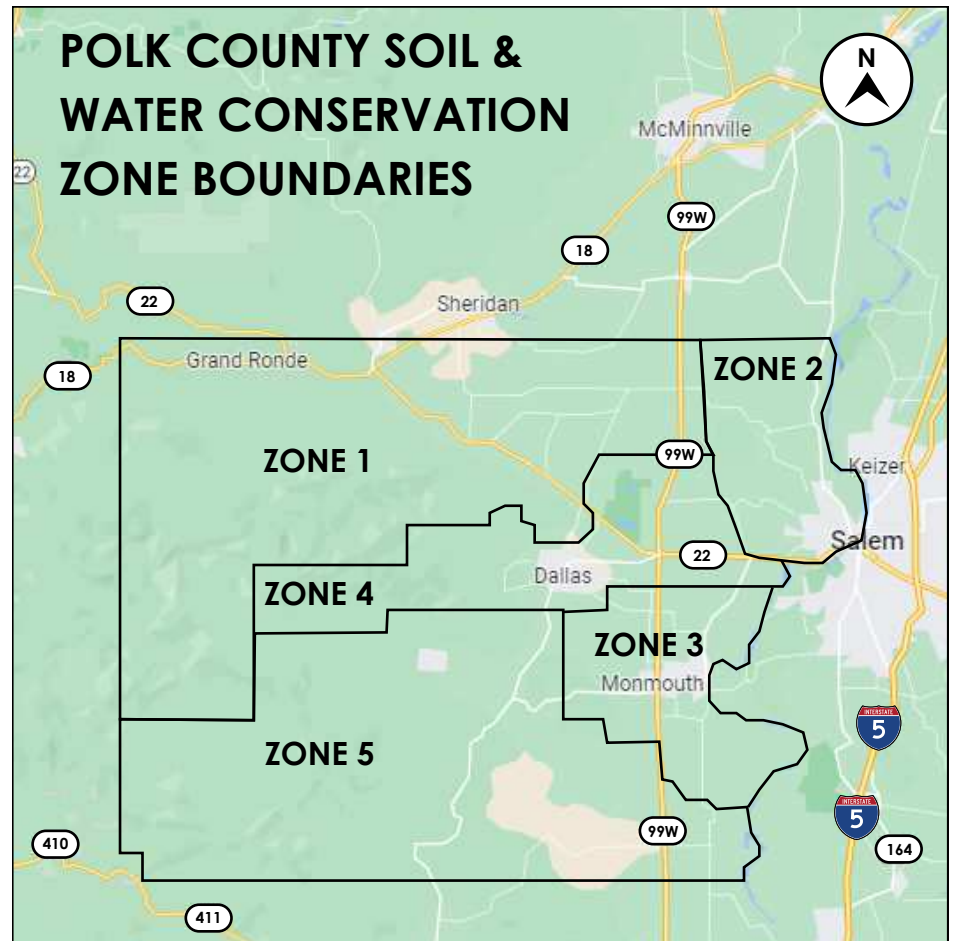 POLK COUNTY SOIL &
WATER CONSERVATION
ZONE BOUNDARIES
N
McMinnville
22
99W
18
22
Sheridan
Grand Ronde
18
ZONE 2
ZONE 1
99W
Keizer
Salem
22
Dallas
ZONE 4
ZONE 3
Monmouth
INTERSTATE
5
ZONE 5
INTERSTATE
5
99W
410
164
411